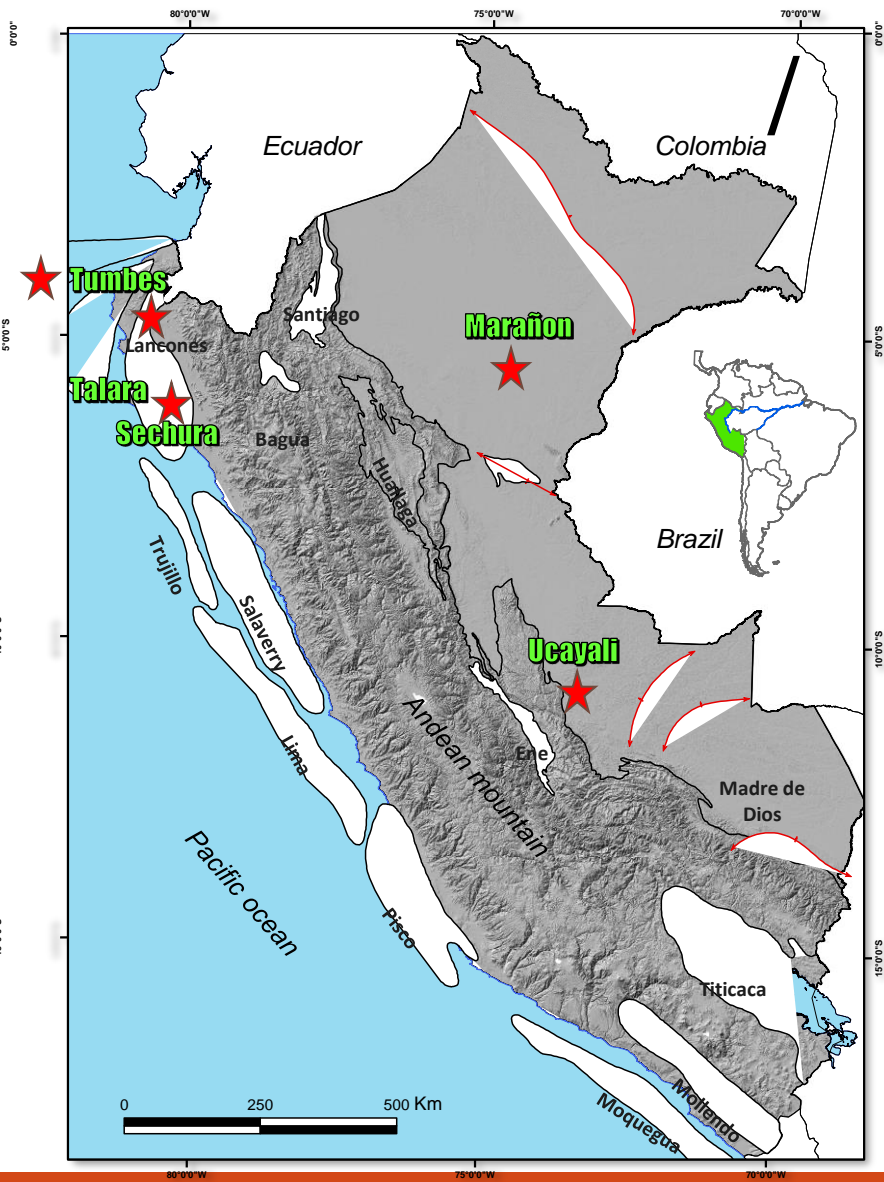 80°0'0"W
75°0'0"W
70°0'0"W
0°0'0"
0°0'0"
Ecuador
Colombia
Tumbes
Santiago
Marañon
5°0'0"S
5°0'0"S
Lancones
Talara
Sechura
Bagua
Huallaga
Brazil
Trujillo
Salaverry
Ucayali
10°0'0"S
Andean mountain
Lima
Ene
Madre de
Dios
Pacific ocean
Pisco
15°0'0"S
Titicaca
0
250
500 Km
Moquegua
Mollendo
80°0'0"W
75°0'0"W
70°0'0"W